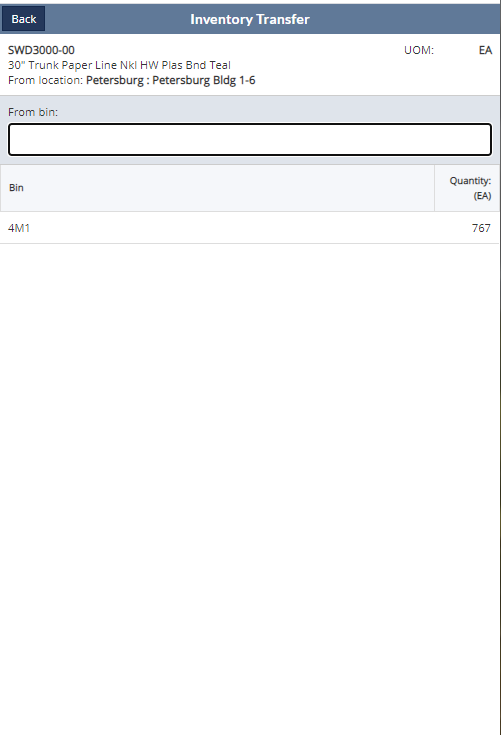 Back
Inventory Transfer
SWD3000-00 UOM: EA
30" Trunk Paper Line Nkl HW Plas Bnd Teal
From location: Petersburg : Petersburg Bldg 1-6
From bin:
Bin Quantity: (EA)
4M1 767